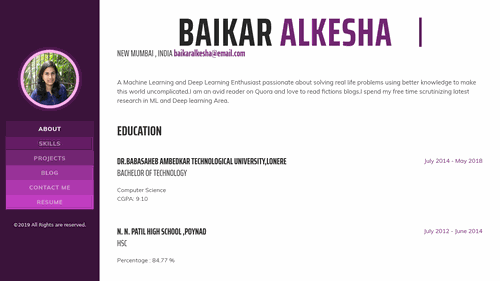 BAIKAR ALKESHA
NEW MUMBAI , INDIA baikaralkesha@email.com
A Machine Learning and Deep Learning Enthusiast passionate about solving real life problems using better knowledge to make
this world uncomplicated.I am an avid reader on Quora and love to read fictions blogs.I spend my free time scrutinizing latest
research in ML and Deep learning Area.
ABOUT
SKILLS
PROJECTS
BLOG
CONTACT ME
RESUME
©2019 All Rights are reserved.
EDUCATION
DR.BABASAHEB AMBEDKAR TECHNOLOGICAL UNIVERSITY,LONERE
July 2014 - May 2018
BACHELOR OF TECHNOLOGY
Computer Science
CGPA: 9.10
N. N. PATIL HIGH SCHOOL ,POYNAD
July 2012 - June 2014
HSC
Percentage : 84.77 %